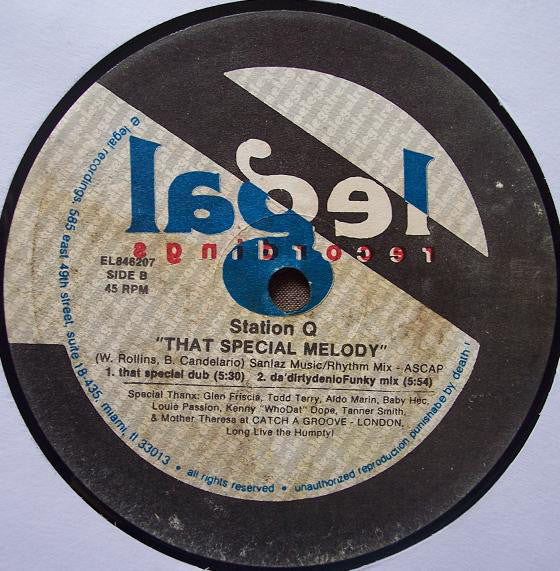 legal
recordings
EL846207
SIDE B
45 RPM
Station Q
"THAT SPECIAL MELODY"
(W. Rollins, B. Candelario) Sanlaz Music/Rhythm Mix - ASCAP
1. that special dub (5:30) 2. da'dirtydenioFunky mix (5:54)
Special Thanx: Glen Friscia, Todd Terry, Aldo Marin, Baby Hec,
Louie Passion, Kenny "WhoDat" Dope, Tanner Smith,
& Mother Theresa at CATCH A GROOVE - LONDON,
Long Live the Humpty!
legal recordings, 585 east 49th street, suite 18-435, miami, fl 33013 • all rights reserved • unauthorized reproduction punishable by death!